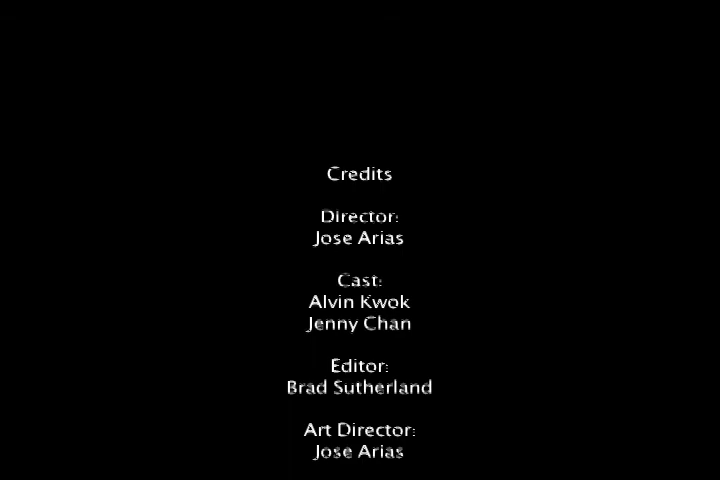 Credits
Director:
Jose Arias
Cast:
Alvin Kwok
Jenny Chan
Editor:
Brad Sutherland
Art Director:
Jose Arias